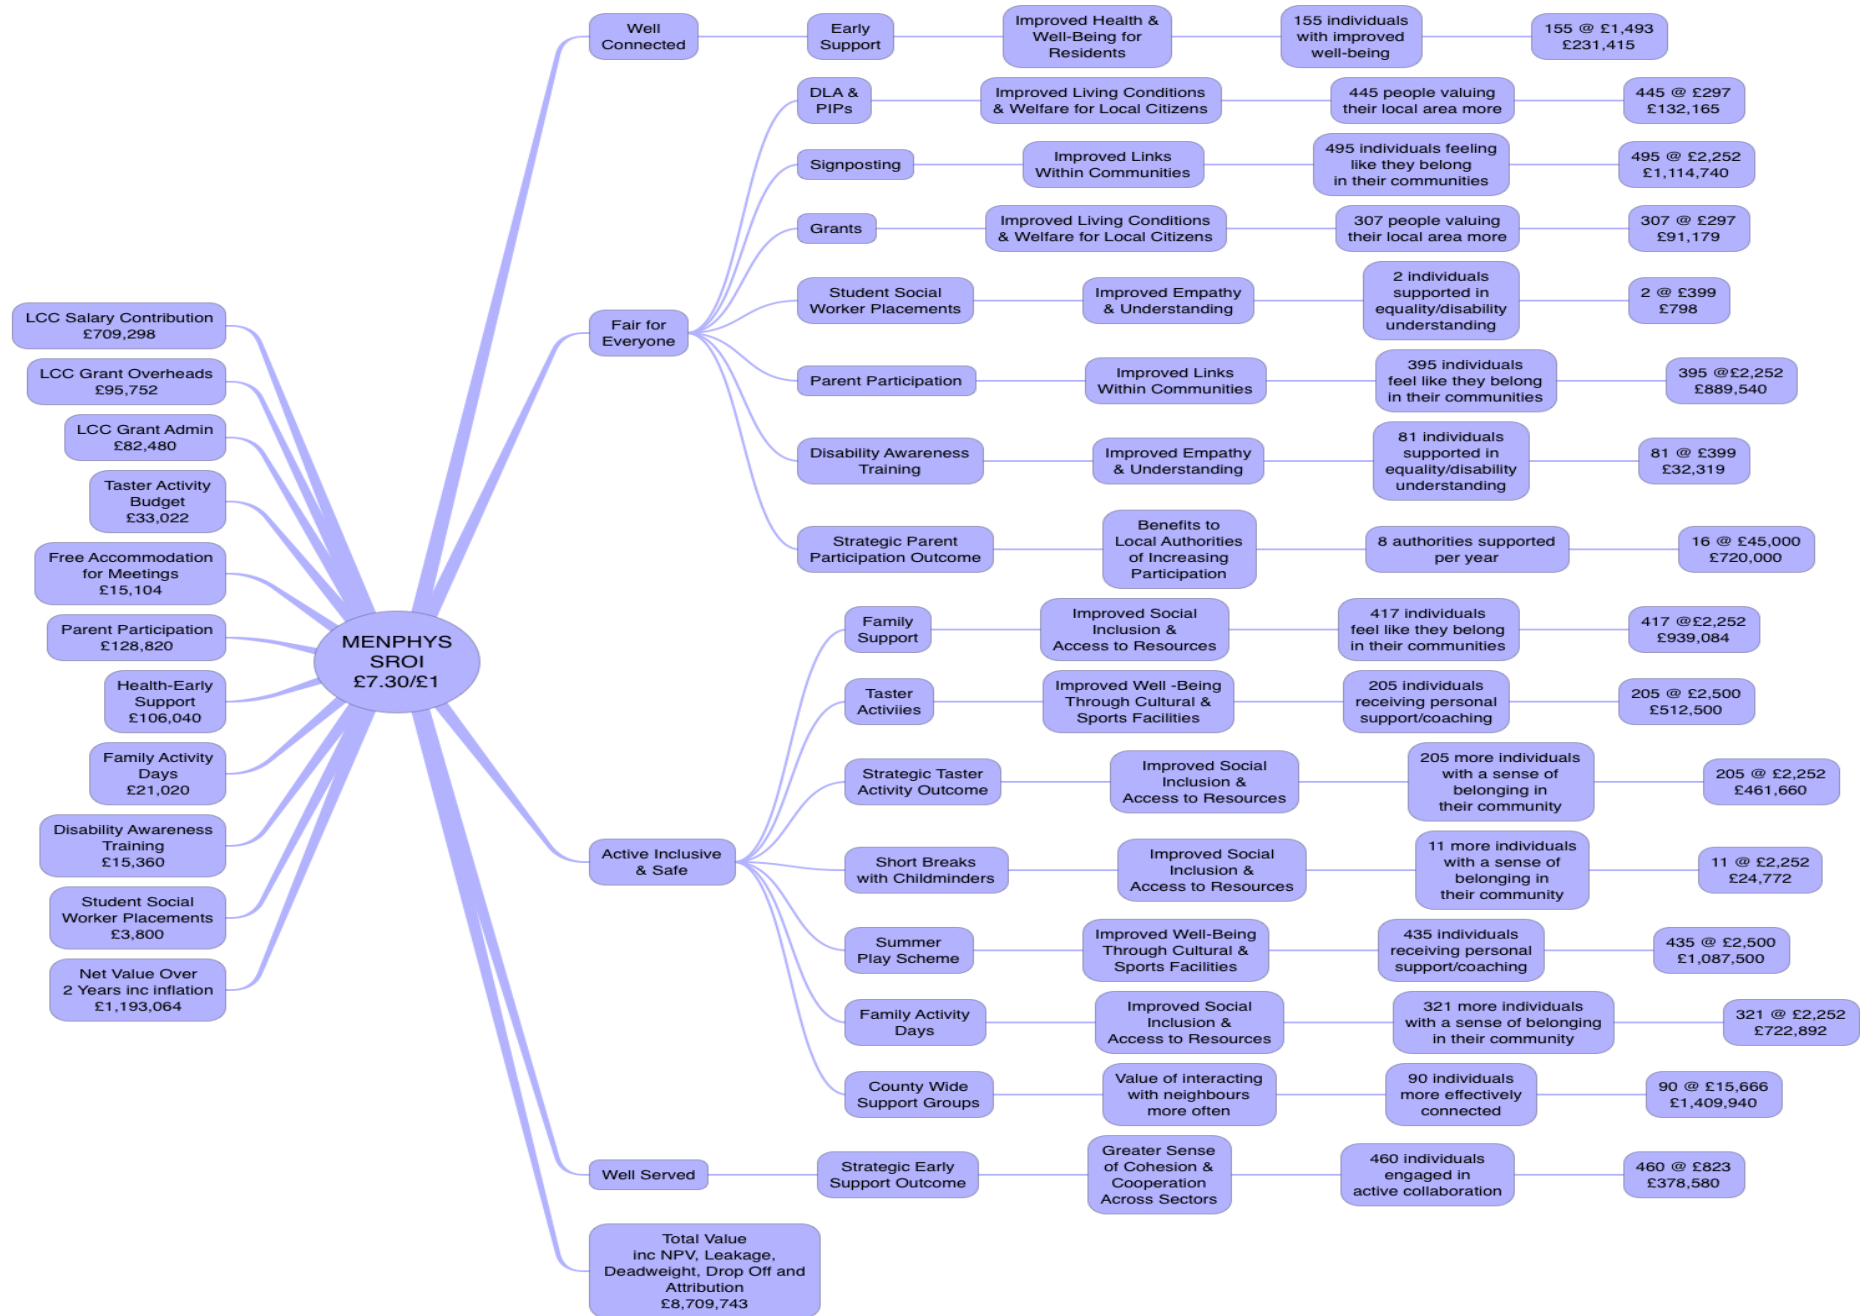 MENPHYS
SROI
£7.30/£1
LCC Salary Contribution
£709,298
LCC Grant Overheads
£95,752
LCC Grant Admin
£82,480
Taster Activity
Budget
£33,022
Free Accommodation
for Meetings
£15,104
Parent Participation
£128,820
Health-Early
Support
£106,040
Family Activity
Days
£21,020
Disability Awareness
Training
£15,360
Student Social
Worker Placements
£3,800
Net Value Over
2 Years inc inflation
£1,193,064
Well
Connected
Early
Support
Improved Health &
Well-Being for
Residents
155 individuals
with improved
well-being
155 @ £1,493
£231,415
Fair for
Everyone
DLA &
PIPs
Improved Living Conditions
& Welfare for Local Citizens
445 people valuing
their local area more
445 @ £297
£132,165
Signposting
Improved Links
Within Communities
495 individuals feeling
like they belong
in their communities
495 @ £2,252
£1,114,740
Grants
Improved Living Conditions
& Welfare for Local Citizens
307 people valuing
their local area more
307 @ £297
£91,179
Student Social
Worker Placements
Improved Empathy
& Understanding
2 individuals
supported in
equality/disability
understanding
2 @ £399
£798
Parent Participation
Improved Links
Within Communities
395 individuals
feel like they belong
in their communities
395 @£2,252
£889,540
Disability Awareness
Training
Improved Empathy
& Understanding
81 individuals
supported in
equality/disability
understanding
81 @ £399
£32,319
Strategic Parent
Participation Outcome
Benefits to
Local Authorities
of Increasing
Participation
8 authorities supported
per year
16 @ £45,000
£720,000
Active Inclusive
& Safe
Family
Support
Improved Social
Inclusion &
Access to Resources
417 individuals
feel like they belong
in their communities
417 @£2,252
£939,084
Taster
Activiies
Improved Well -Being
Through Cultural &
Sports Facilities
205 individuals
receiving personal
support/coaching
205 @ £2,500
£512,500
Strategic Taster
Activity Outcome
Improved Social
Inclusion &
Access to Resources
205 more individuals
with a sense of
belonging in
their community
205 @ £2,252
£461,660
Short Breaks
with Childminders
Improved Social
Inclusion &
Access to Resources
11 more individuals
with a sense of
belonging in
their community
11 @ £2,252
£24,772
Summer
Play Scheme
Improved Well-Being
Through Cultural &
Sports Facilities
435 individuals
receiving personal
support/coaching
435 @ £2,500
£1,087,500
Family Activity
Days
Improved Social
Inclusion &
Access to Resources
321 more individuals
with a sense of belonging
in their community
321 @ £2,252
£722,892
County Wide
Support Groups
Value of interacting
with neighbours
more often
90 individuals
more effectively
connected
90 @ £15,666
£1,409,940
Well Served
Strategic Early
Support Outcome
Greater Sense
of Cohesion &
Cooperation
Across Sectors
460 individuals
engaged in
active collaboration
460 @ £823
£378,580
Total Value
inc NPV, Leakage,
Deadweight, Drop Off and
Attribution
£8,709,743